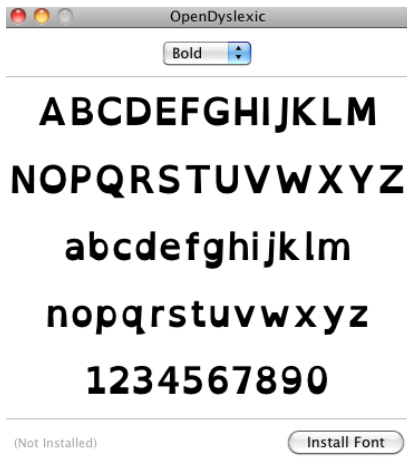 OpenDyslexic
Bold
ABCDEFGHIJKLM
NOPQRSTUVWXYZ
abcdefghijklm
nopqrstuvwxyz
1234567890
(Not Installed) Install Font